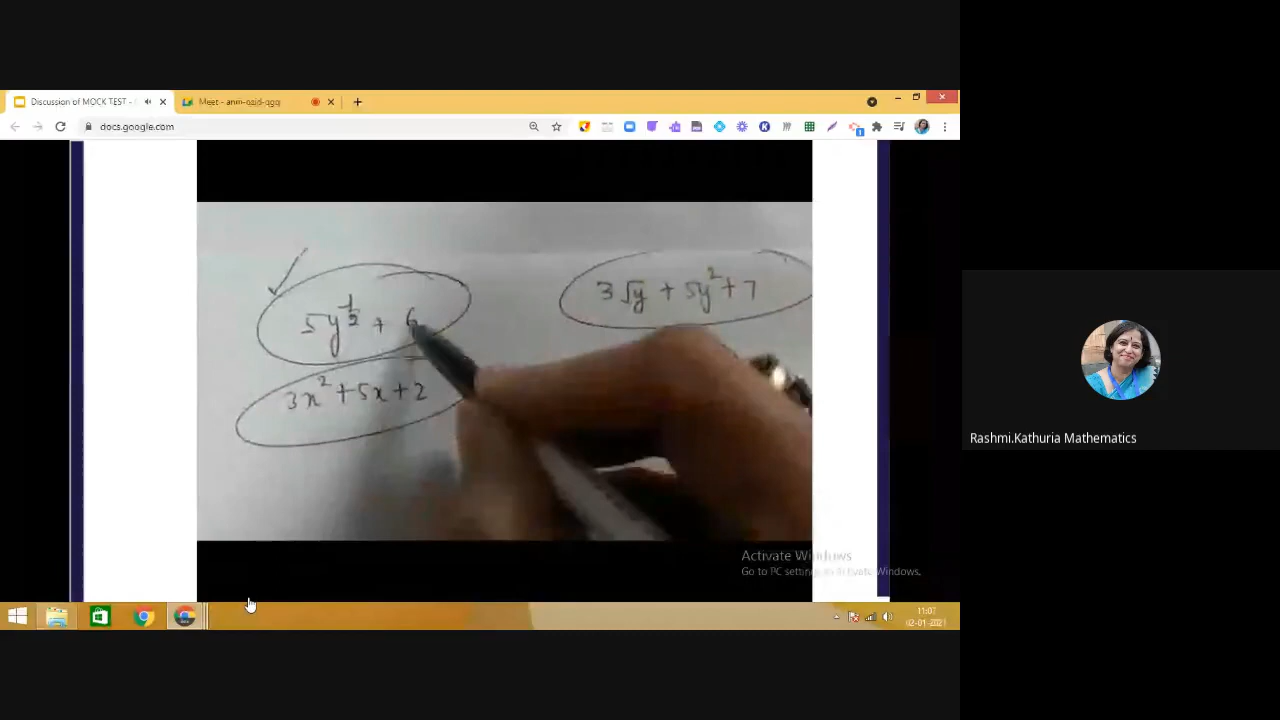 Discussion of MOCK TEST -
Meet - anm-ozid-qgq
docs.google.com
5y^½ + 6
3√y + 5y² + 7
3x² + 5x + 2
Activate Windows
Go to PC settings to Activate Windows.
Rashmi.Kathuria Mathematics
11:07
02-01-2021